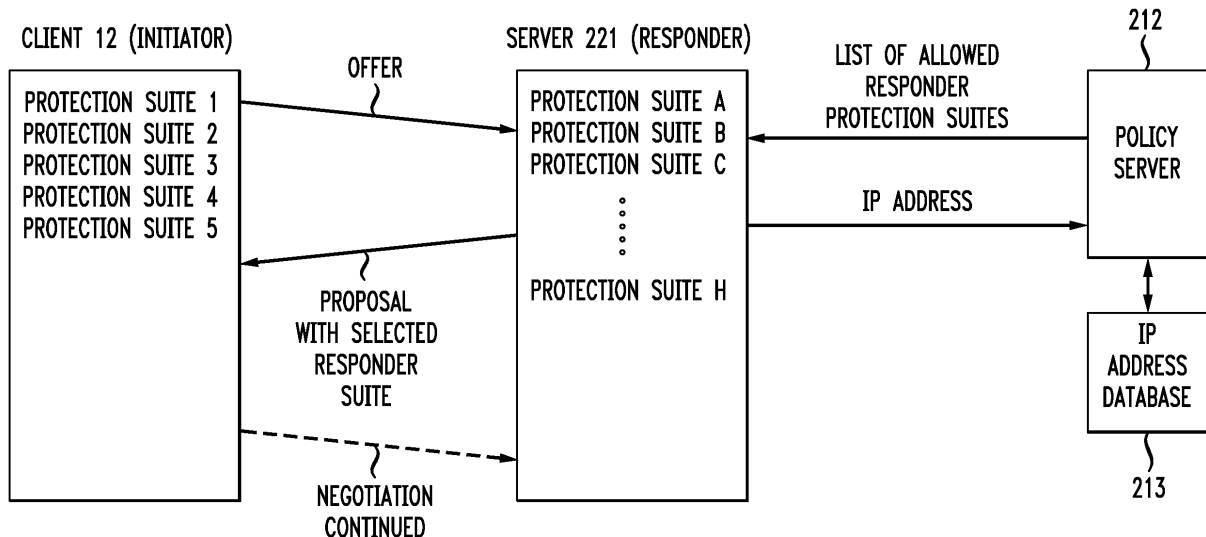 CLIENT 12 (INITIATOR)
PROTECTION SUITE 1
PROTECTION SUITE 2
PROTECTION SUITE 3
PROTECTION SUITE 4
PROTECTION SUITE 5
OFFER
PROPOSAL
WITH SELECTED
RESPONDER
SUITE
NEGOTIATION
CONTINUED
SERVER 221 (RESPONDER)
PROTECTION SUITE A
PROTECTION SUITE B
PROTECTION SUITE C
PROTECTION SUITE H
LIST OF ALLOWED
RESPONDER
PROTECTION SUITES
IP ADDRESS
212
POLICY
SERVER
IP
ADDRESS
DATABASE
213